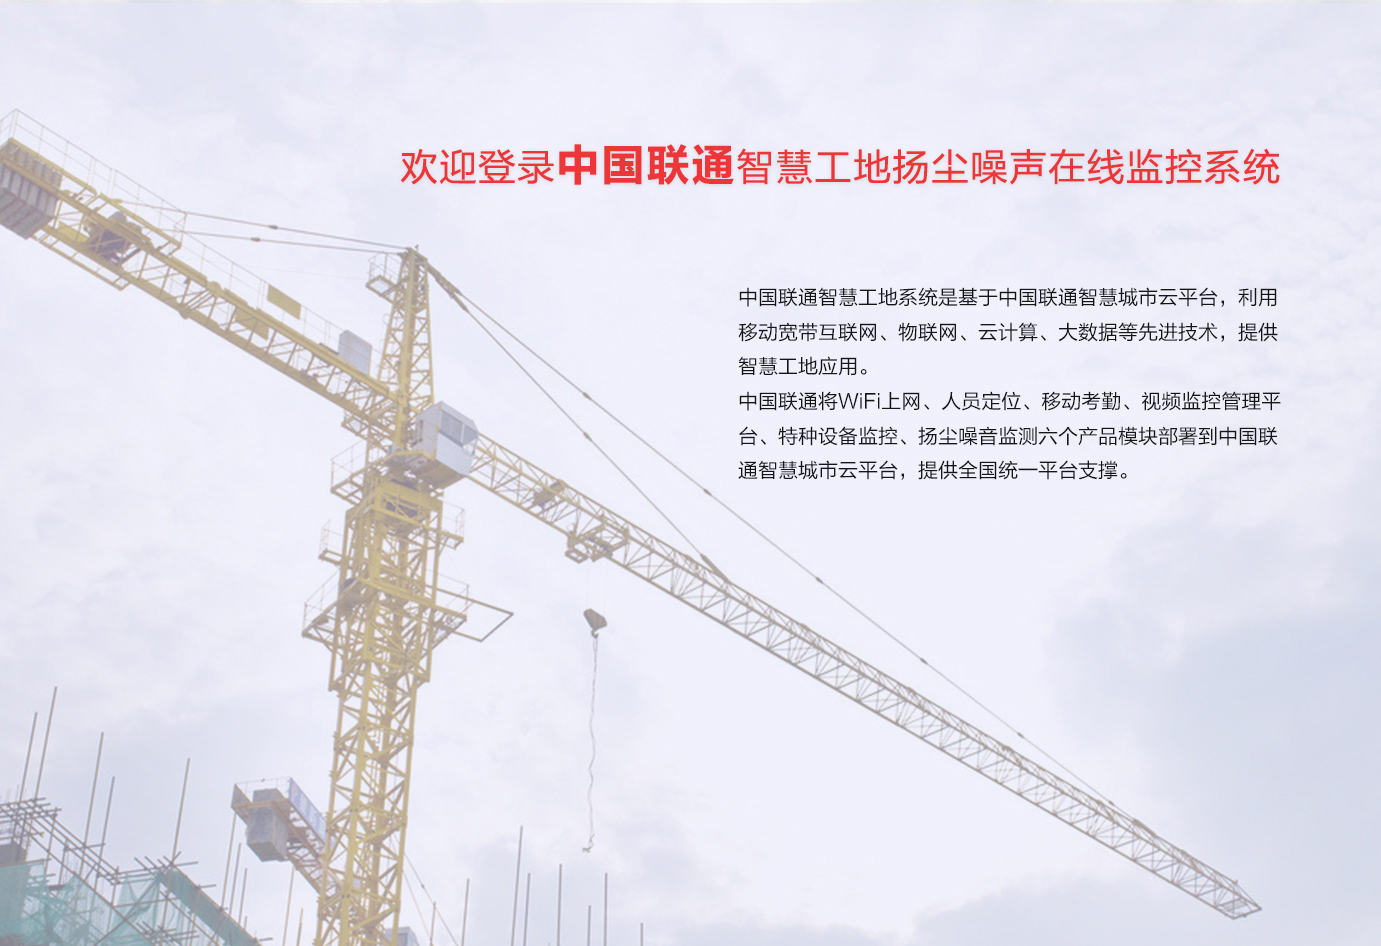 欢迎登录中国联通智慧工地扬尘噪声在线监控系统
中国联通智慧工地系统是基于中国联通智慧城市云平台，利用
移动宽带互联网、物联网、云计算、大数据等先进技术，提供
智慧工地应用。
中国联通将WiFi上网、人员定位、移动考勤、视频监控管理平
台、特种设备监控、扬尘噪音监测六个产品模块部署到中国联
通智慧城市云平台，提供全国统一平台支撑。